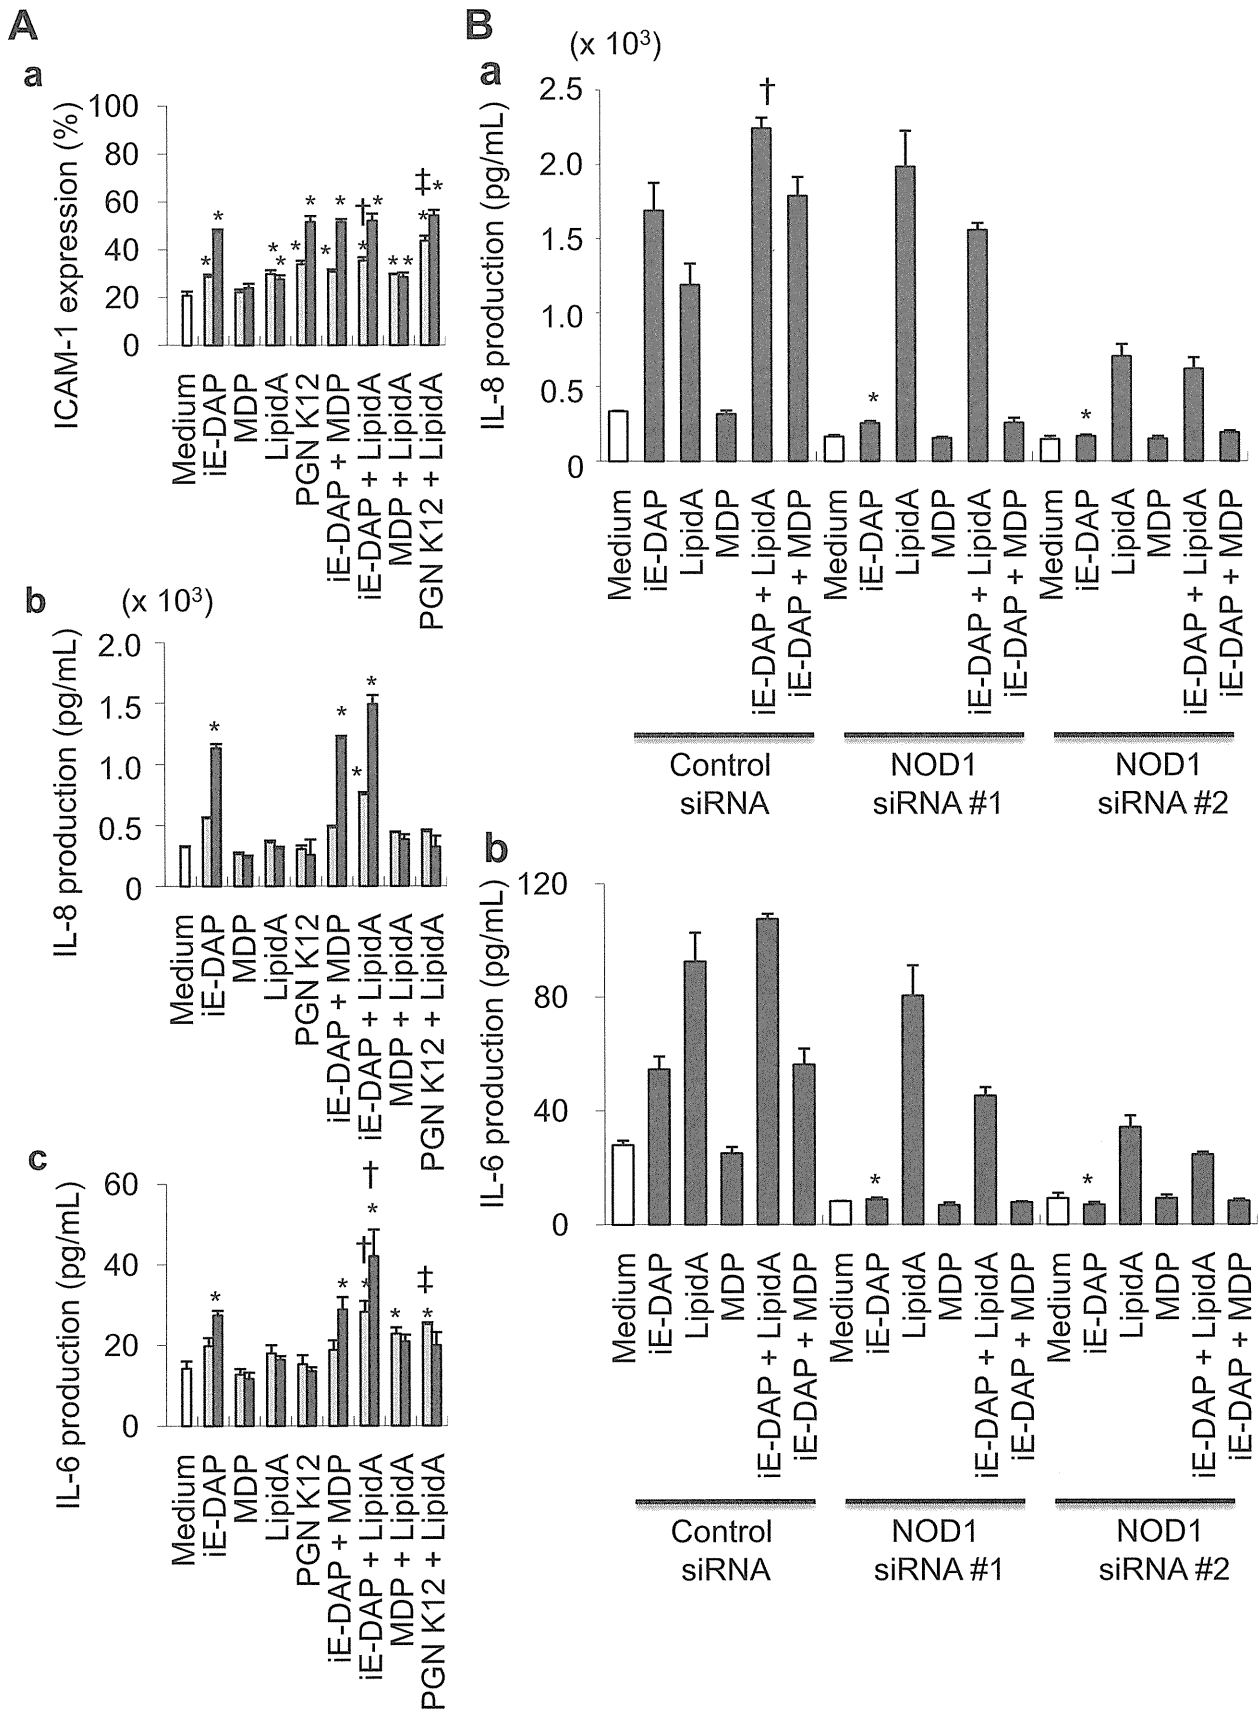 A
a
ICAM-1 expression (%)
100
80
60
40
20
0
* * * * * * * * † * * * * ‡ * *
Medium
iE-DAP
MDP
LipidA
PGN K12
iE-DAP + MDP
iE-DAP + LipidA
MDP + LipidA
PGN K12 + LipidA
b
(x 10³)
IL-8 production (pg/mL)
2.0
1.5
1.0
0.5
0
* * * *
Medium
iE-DAP
MDP
LipidA
PGN K12
iE-DAP + MDP
iE-DAP + LipidA
MDP + LipidA
PGN K12 + LipidA
c
IL-6 production (pg/mL)
60
40
20
0
* * † * † * * ‡ *
Medium
iE-DAP
MDP
LipidA
PGN K12
iE-DAP + MDP
iE-DAP + LipidA
MDP + LipidA
PGN K12 + LipidA
B
(x 10³)
a
IL-8 production (pg/mL)
2.5
2.0
1.5
1.0
0.5
0
† * *
Medium
iE-DAP
LipidA
MDP
iE-DAP + LipidA
iE-DAP + MDP
Medium
iE-DAP
LipidA
MDP
iE-DAP + LipidA
iE-DAP + MDP
Medium
iE-DAP
LipidA
MDP
iE-DAP + LipidA
iE-DAP + MDP
Control
siRNA
NOD1
siRNA #1
NOD1
siRNA #2
b
IL-6 production (pg/mL)
120
80
40
0
* *
Medium
iE-DAP
LipidA
MDP
iE-DAP + LipidA
iE-DAP + MDP
Medium
iE-DAP
LipidA
MDP
iE-DAP + LipidA
iE-DAP + MDP
Medium
iE-DAP
LipidA
MDP
iE-DAP + LipidA
iE-DAP + MDP
Control
siRNA
NOD1
siRNA #1
NOD1
siRNA #2